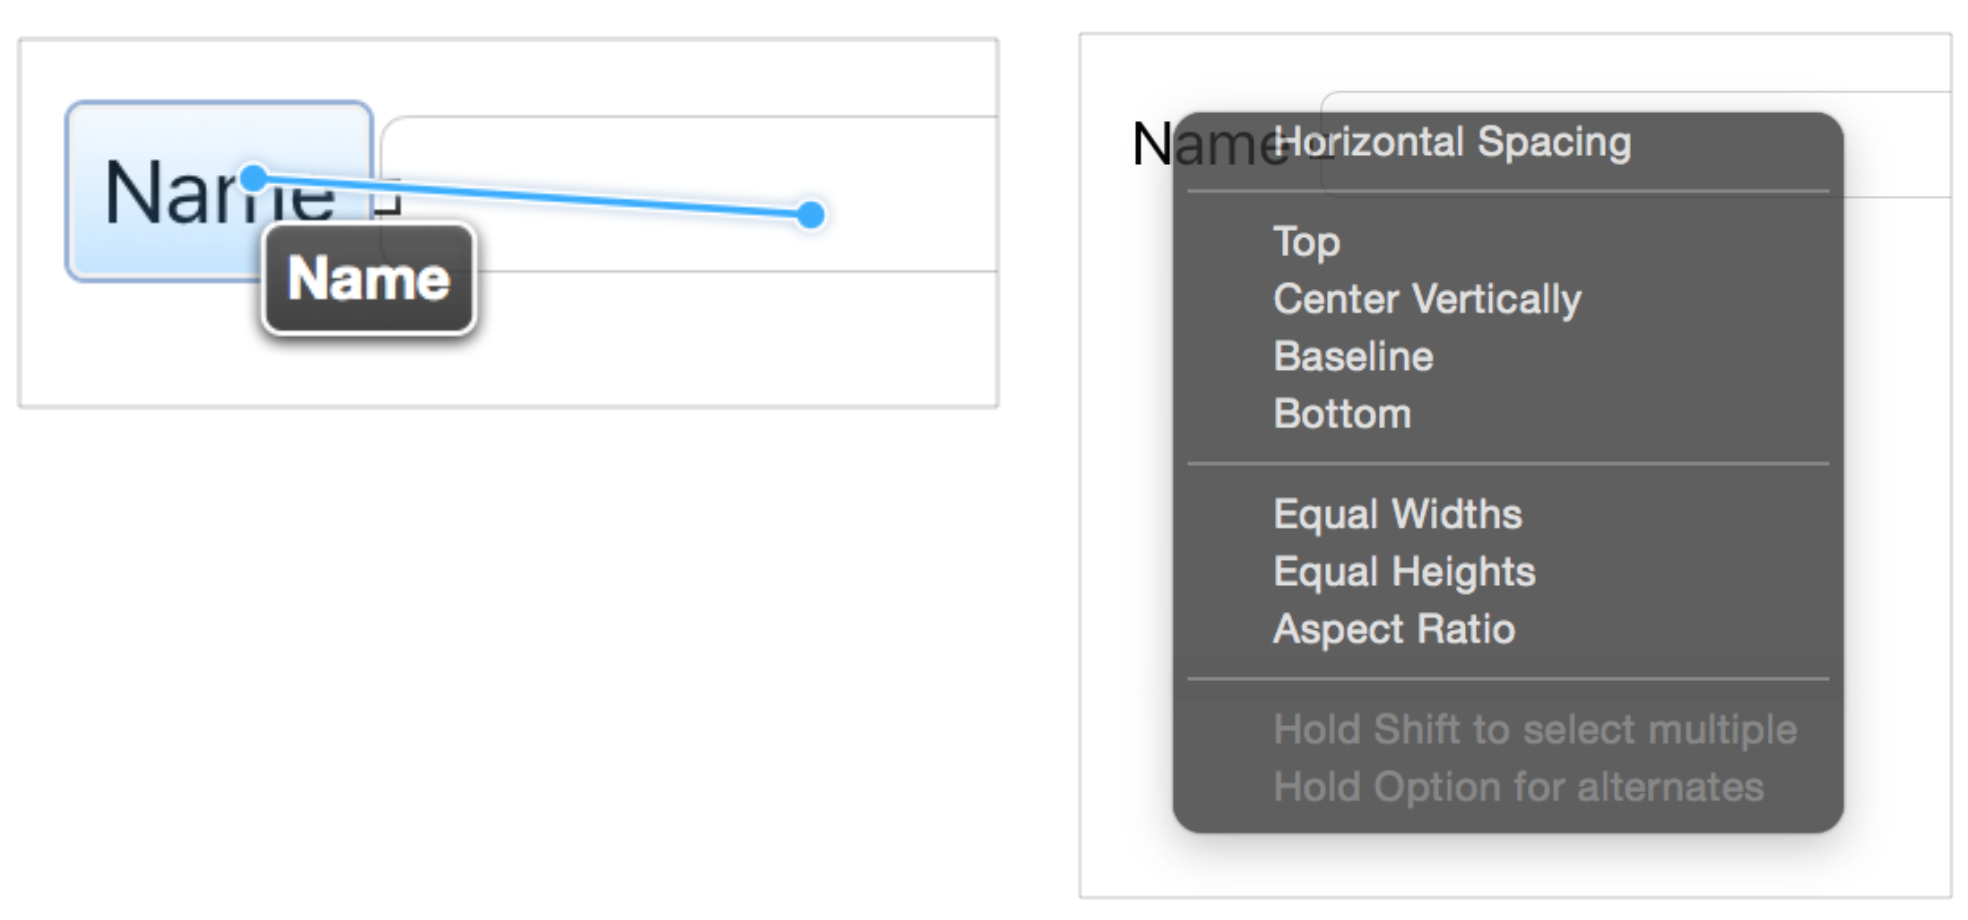 Name
Name
Name
Horizontal Spacing
Top
Center Vertically
Baseline
Bottom
Equal Widths
Equal Heights
Aspect Ratio
Hold Shift to select multiple
Hold Option for alternates